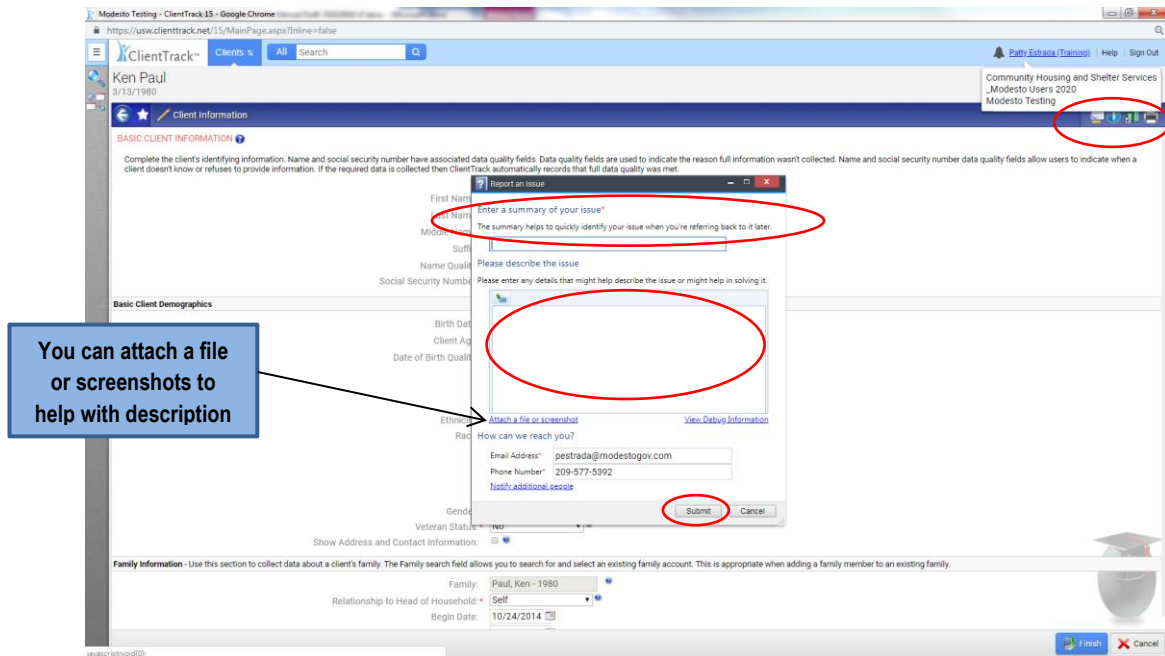 Modesto Testing - ClientTrack 15 - Google Chrome
https://usw.clienttrack.net/15/MainPage.aspx?Inline=false
ClientTrack™ Clients All Search Patty Estrada (Training) Help Sign Out
Ken Paul
3/13/1980
Community Housing and Shelter Services
_Modesto Users 2020
Modesto Testing
Client Information
BASIC CLIENT INFORMATION
Complete the client's identifying information. Name and social security number have associated data quality fields. Data quality fields are used to indicate the reason full information wasn't collected. Name and social security number data quality fields allow users to indicate when a
client doesn't know or refuses to provide information. If the required data is collected then ClientTrack automatically records that full data quality was met.
First Nam
Last Nam
Middle Nam
Suffi
Name Qualit
Social Security Numbe
Basic Client Demographics
Birth Dat
Client Ag
Date of Birth Qualit
Ethnici
Rac
Gende
Report an Issue
Enter a summary of your issue*
The summary helps to quickly identify your issue when you're referring back to it later.
Please describe the issue
Please enter any details that might help describe the issue or might help in solving it.
Attach a file or screenshot View Debug Information
How can we reach you?
Email Address* pestrada@modestogov.com
Phone Number* 209-577-5392
Notify additional people
Submit Cancel
You can attach a file
or screenshots to
help with description
Veteran Status:* No
Show Address and Contact Information:
Family Information - Use this section to collect data about a client's family. The Family search field allows you to search for and select an existing family account. This is appropriate when adding a family member to an existing family.
Family: Paul, Ken - 1980
Relationship to Head of Household:* Self
Begin Date: 10/24/2014
Finish Cancel
javascript:void(0);